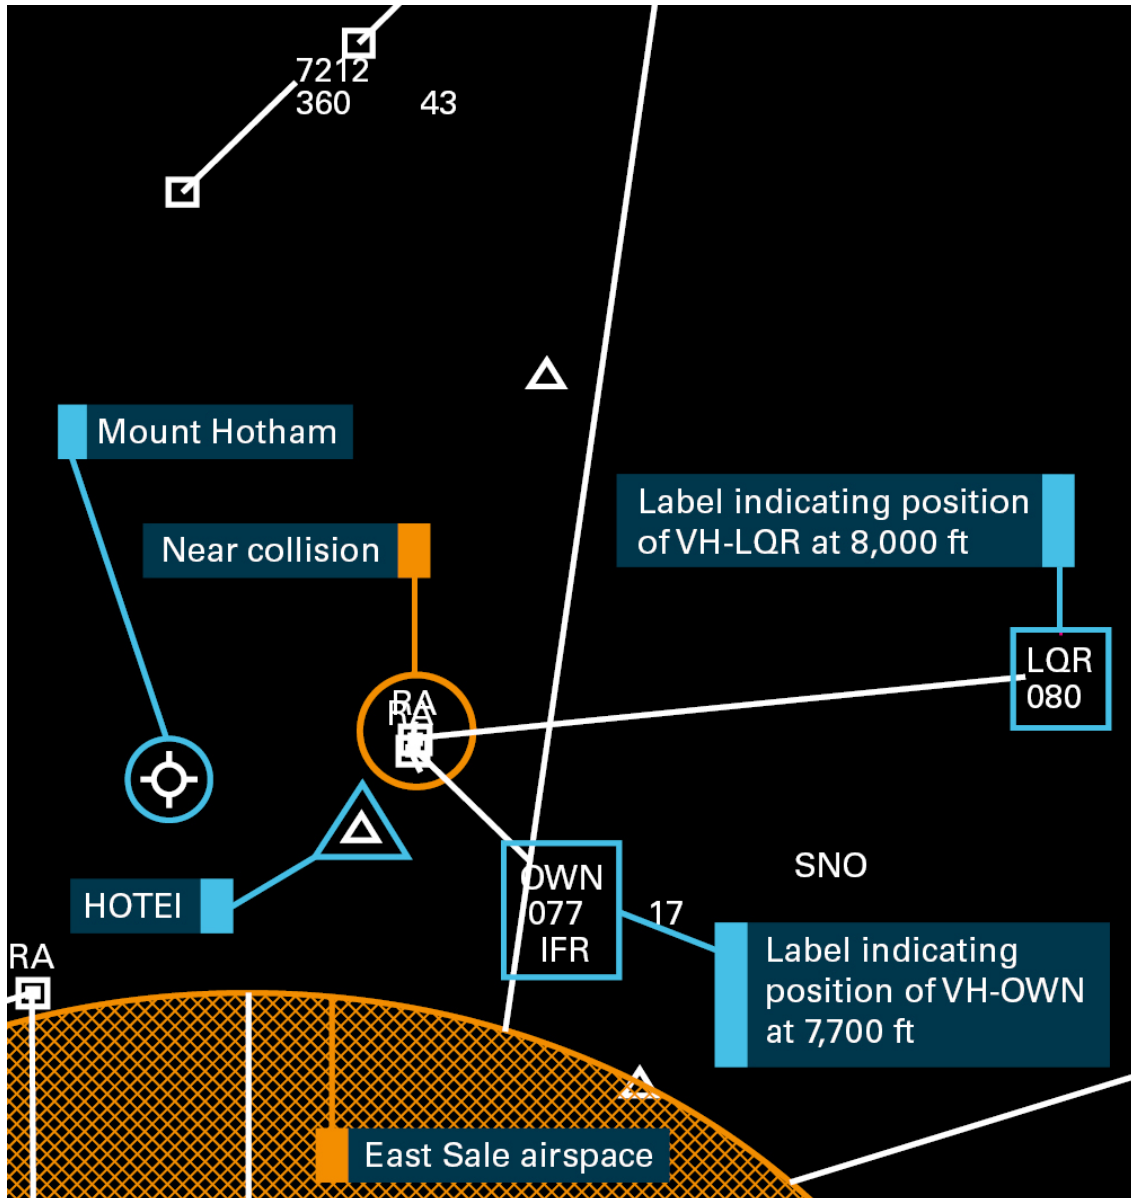 7212
360 43
Mount Hotham
Label indicating position
of VH-LQR at 8,000 ft
Near collision
LQR
080
RA
RA
SNO
OWN
077 17
IFR
HOTEI
Label indicating
position of VH-OWN
at 7,700 ft
RA
East Sale airspace